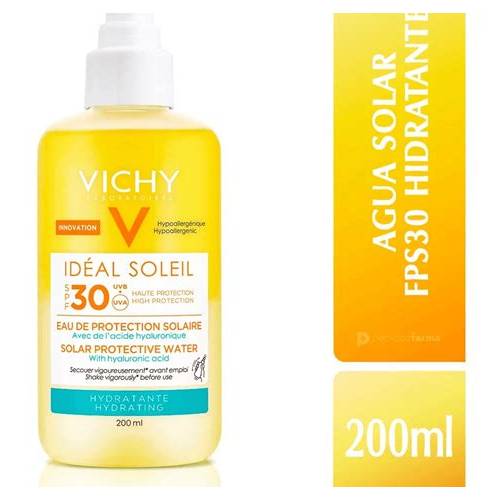 VICHY
LABORATOIRES
INNOVATION
Hypoallergénique
Hypoallergenic
IDÉAL SOLEIL
SPF 30 UVB + UVA
HAUTE PROTECTION
HIGH PROTECTION
EAU DE PROTECTION SOLAIRE
Avec de l'acide hyaluronique
SOLAR PROTECTIVE WATER
With hyaluronic acid
Secouer vigoureusement* avant emploi
Shake vigorously* before use
HYDRATANTE
HYDRATING
200 ml
AGUA SOLAR
FPS30 HIDRATANTE
200ml